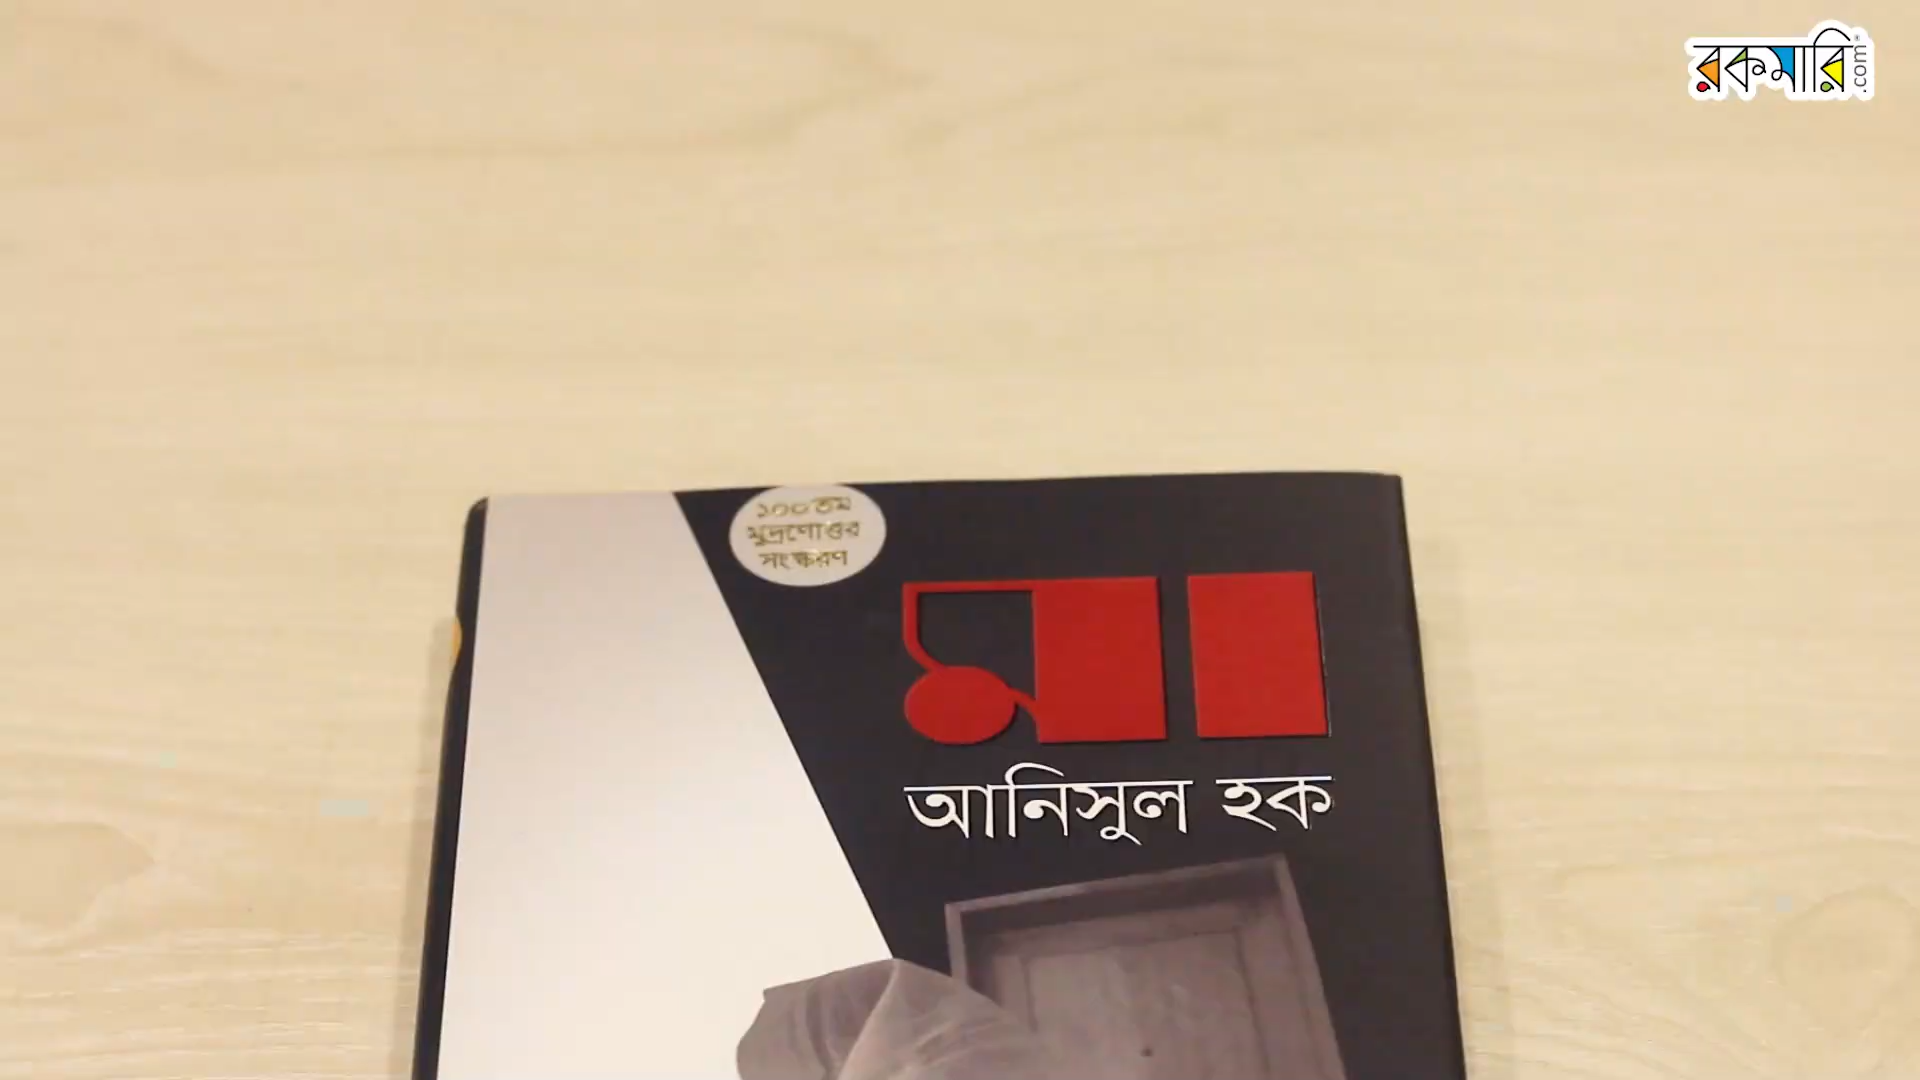 রকমারি
.com
১০০তম
মুদ্রণোত্তর
সংস্করণ
মা
আনিসুল হক